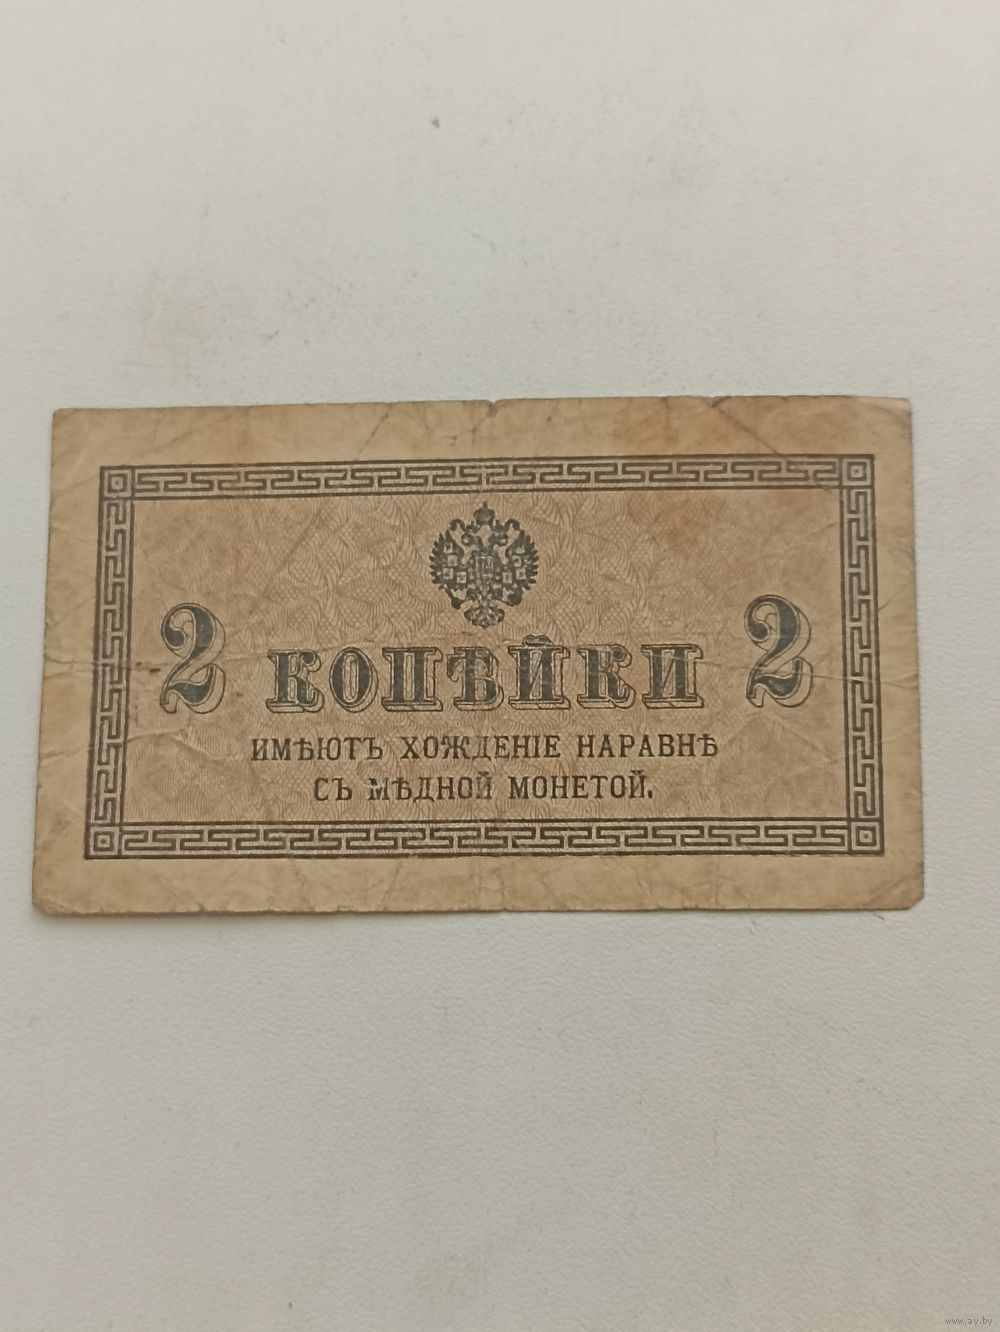 2 КОПѢЙКИ 2
ИМѢЮТЪ ХОЖДЕНІЕ НАРАВНѢ
СЪ МѢДНОЙ МОНЕТОЙ.
www.ay.by